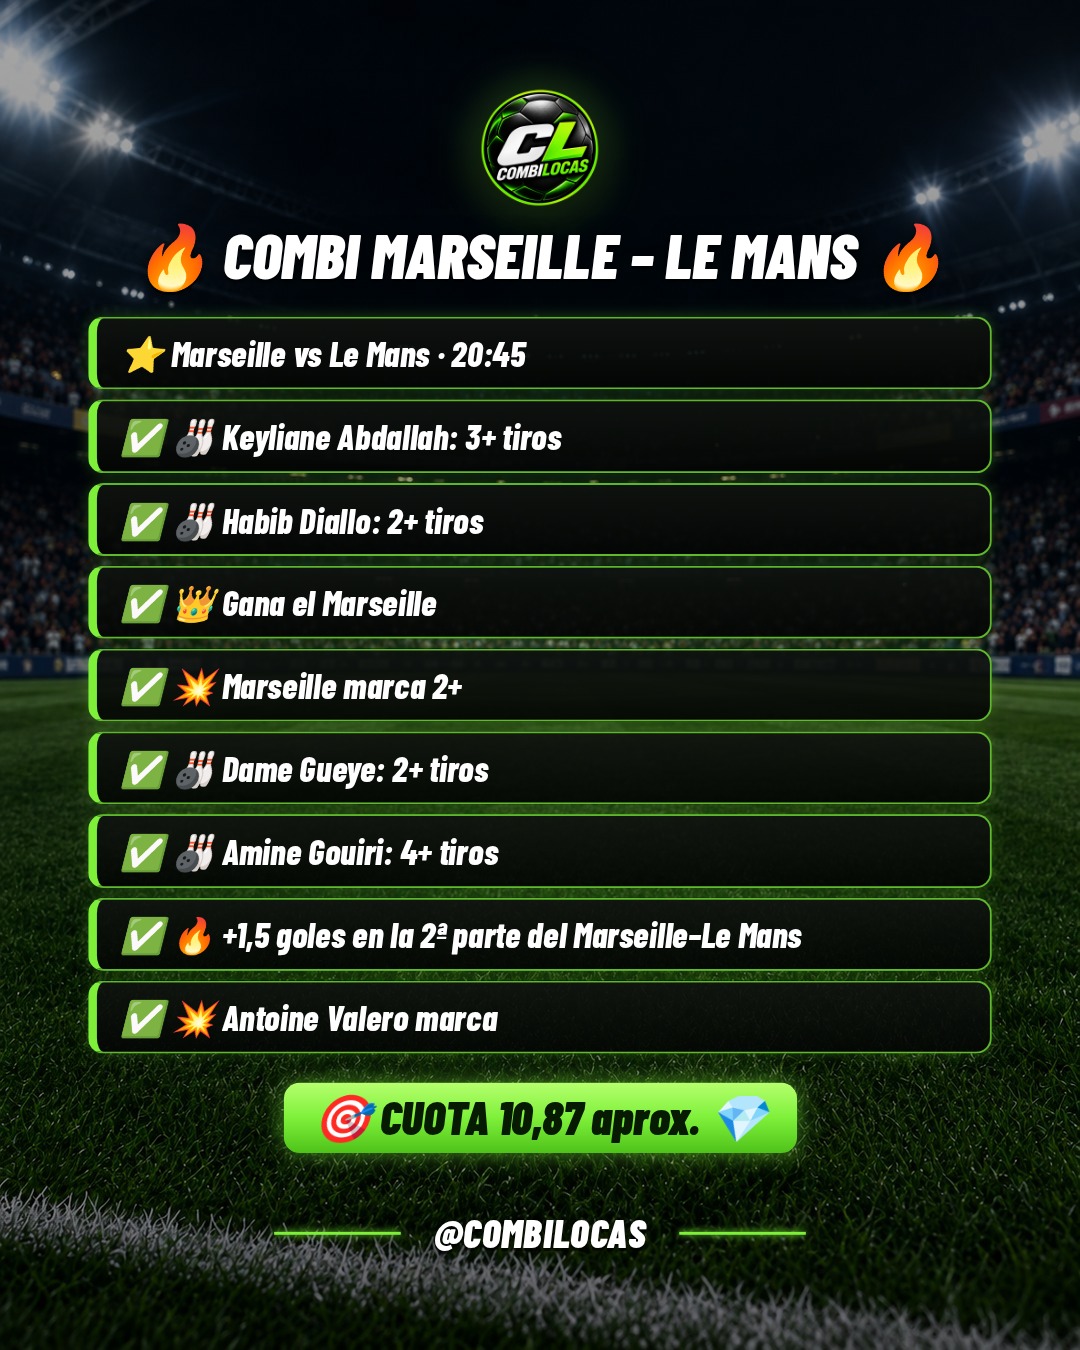 CL
COMBILOCAS
🔥 COMBI MARSEILLE – LE MANS 🔥
⭐ Marseille vs Le Mans · 20:45
✅ 🎳 Keyliane Abdallah: 3+ tiros
✅ 🎳 Habib Diallo: 2+ tiros
✅ 👑 Gana el Marseille
✅ 💥 Marseille marca 2+
✅ 🎳 Dame Gueye: 2+ tiros
✅ 🎳 Amine Gouiri: 4+ tiros
✅ 🔥 +1,5 goles en la 2ª parte del Marseille–Le Mans
✅ 💥 Antoine Valero marca
🎯 CUOTA 10,87 aprox. 💎
@COMBILOCAS